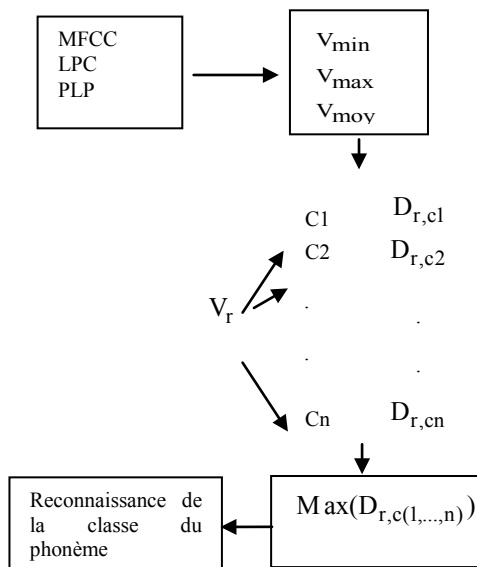 MFCC
LPC
PLP
Vmin
Vmax
Vmoy
C1 Dr,c1
C2 Dr,c2
Vr
. .
. .
Cn Dr,cn
Reconnaissance de
la classe du
phonème
Max(Dr,c(1,...,n))